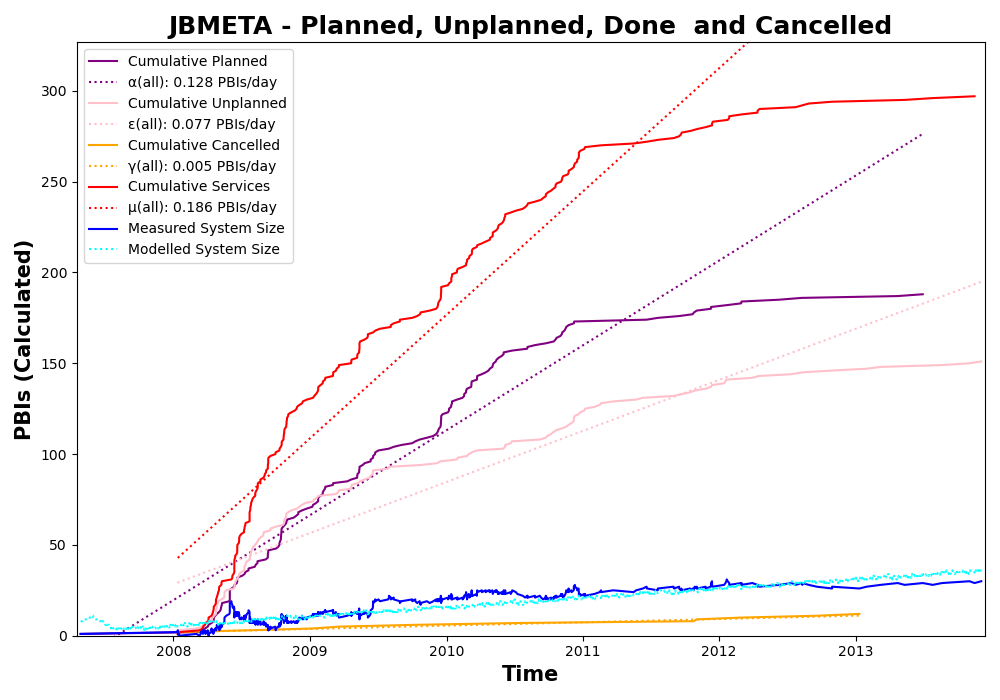 JBMETA - Planned, Unplanned, Done  and Cancelled
Cumulative Planned
α(all): 0.128 PBIs/day
Cumulative Unplanned
ε(all): 0.077 PBIs/day
Cumulative Cancelled
γ(all): 0.005 PBIs/day
Cumulative Services
μ(all): 0.186 PBIs/day
Measured System Size
Modelled System Size
PBIs (Calculated)
300
250
200
150
100
50
0
2008 2009 2010 2011 2012 2013
Time